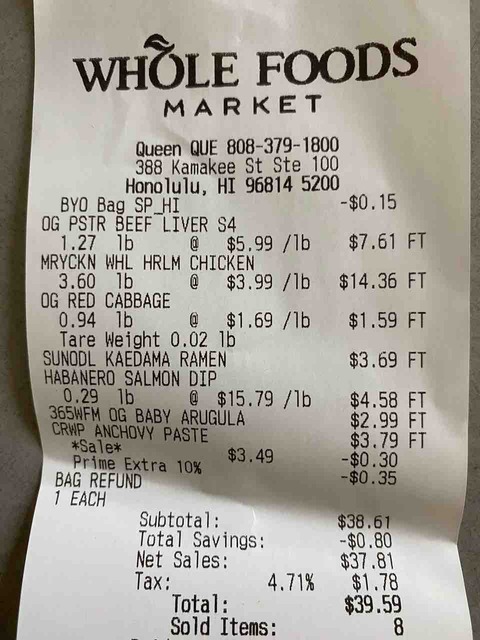 WHOLE FOODS
MARKET
Queen QUE 808-379-1800
388 Kamakee St Ste 100
Honolulu, HI 96814 5200
BYO Bag SP_HI -$0.15
OG PSTR BEEF LIVER S4
1.27 lb @ $5.99 /lb $7.61 FT
MRYCKN WHL HRLM CHICKEN
3.60 lb @ $3.99 /lb $14.36 FT
OG RED CABBAGE
0.94 lb @ $1.69 /lb $1.59 FT
Tare Weight 0.02 lb
SUNODL KAEDAMA RAMEN $3.69 FT
HABANERO SALMON DIP
0.29 lb @ $15.79 /lb $4.58 FT
365WFM OG BABY ARUGULA $2.99 FT
CRWP ANCHOVY PASTE $3.79 FT
*Sale* $3.49 -$0.30
Prime Extra 10% -$0.35
BAG REFUND
1 EACH
Subtotal: $38.61
Total Savings: -$0.80
Net Sales: $37.81
Tax: 4.71% $1.78
Total: $39.59
Sold Items: 8